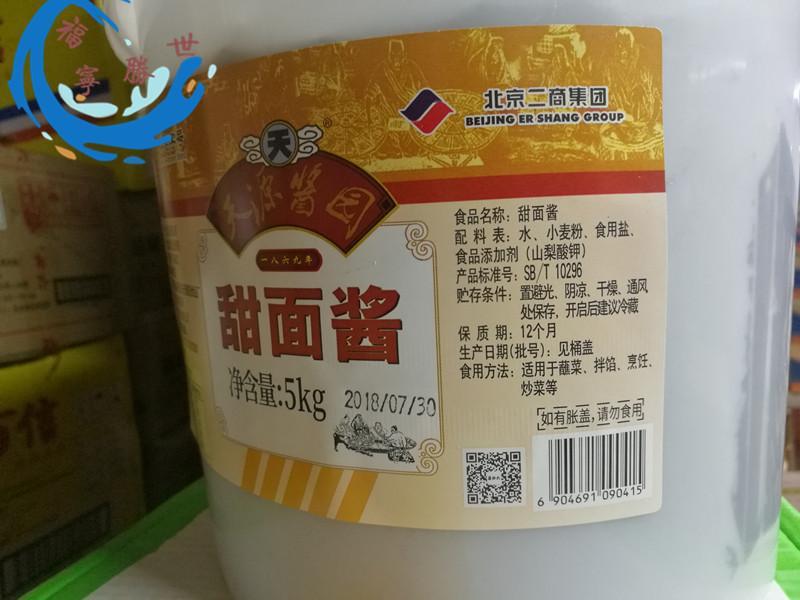 福寧勝世
北京二商集团
BEIJING ER SHANG GROUP
天
®
天源酱园
一八六九年
甜面酱
净含量:5kg
2018/07/30
食品名称: 甜面酱
配 料 表: 水、小麦粉、食用盐、
食品添加剂 (山梨酸钾)
产品标准号: SB/T 10296
贮存条件: 置避光、阴凉、干燥、通风
处保存, 开启后建议冷藏
保 质 期: 12个月
生产日期(批号): 见桶盖
食用方法: 适用于蘸菜、拌馅、烹饪、
炒菜等
如有胀盖,请勿食用
6 904691 090415
百信